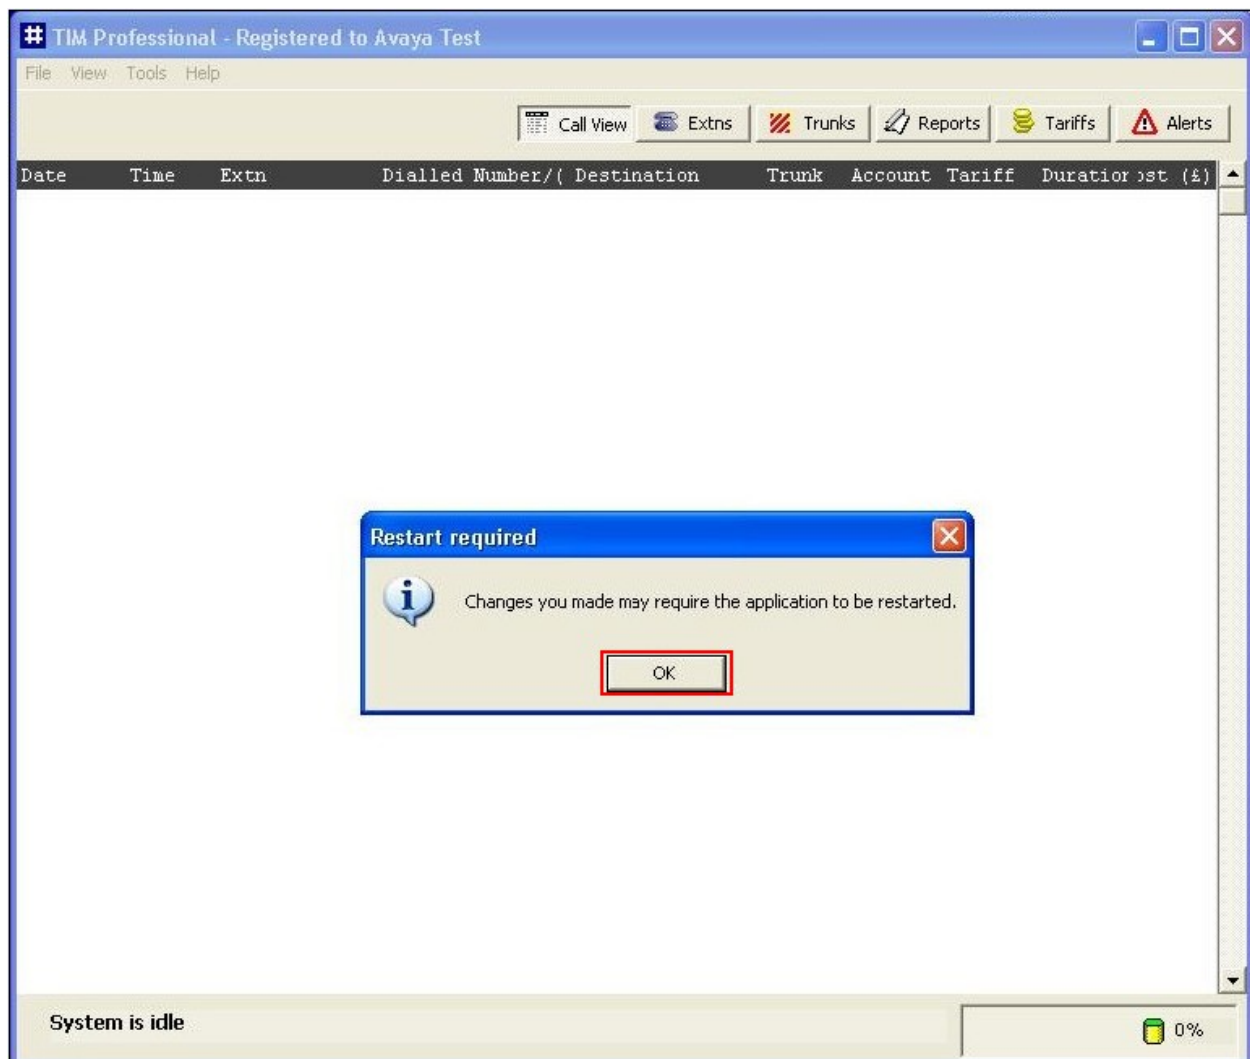 TIM Professional - Registered to Avaya Test
File View Tools Help
Call View Extns Trunks Reports Tariffs Alerts
Date Time Extn Dialled Number/( Destination Trunk Account Tariff Duration ost (£)
Restart required
Changes you made may require the application to be restarted.
OK
System is idle 0%